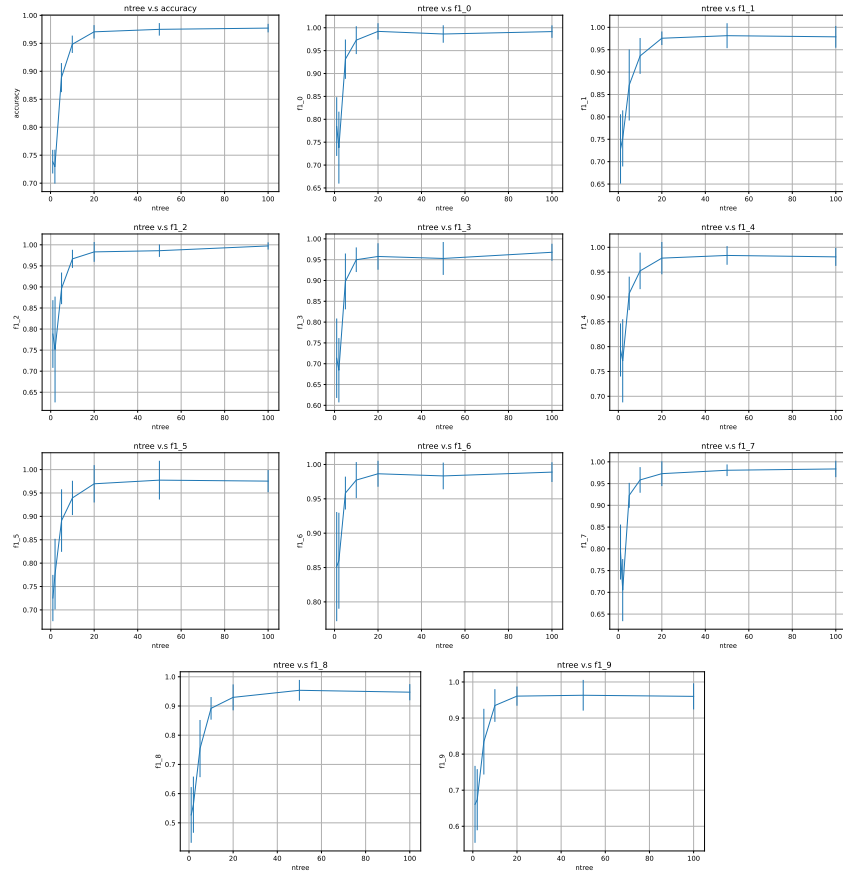 ntree v.s accuracy
1.00
0.95
0.90
0.85
0.80
0.75
0.70
accuracy
0 20 40 60 80 100
ntree
ntree v.s f1_0
1.00
0.95
0.90
0.85
0.80
0.75
0.70
0.65
f1_0
0 20 40 60 80 100
ntree
ntree v.s f1_1
1.00
0.95
0.90
0.85
0.80
0.75
0.70
0.65
f1_1
0 20 40 60 80 100
ntree
ntree v.s f1_2
1.00
0.95
0.90
0.85
0.80
0.75
0.70
0.65
f1_2
0 20 40 60 80 100
ntree
ntree v.s f1_3
1.00
0.95
0.90
0.85
0.80
0.75
0.70
0.65
0.60
f1_3
0 20 40 60 80 100
ntree
ntree v.s f1_4
1.00
0.95
0.90
0.85
0.80
0.75
0.70
f1_4
0 20 40 60 80 100
ntree
ntree v.s f1_5
1.00
0.95
0.90
0.85
0.80
0.75
0.70
f1_5
0 20 40 60 80 100
ntree
ntree v.s f1_6
1.00
0.95
0.90
0.85
0.80
f1_6
0 20 40 60 80 100
ntree
ntree v.s f1_7
1.00
0.95
0.90
0.85
0.80
0.75
0.70
0.65
f1_7
0 20 40 60 80 100
ntree
ntree v.s f1_8
1.0
0.9
0.8
0.7
0.6
0.5
f1_8
0 20 40 60 80 100
ntree
ntree v.s f1_9
1.0
0.9
0.8
0.7
0.6
f1_9
0 20 40 60 80 100
ntree